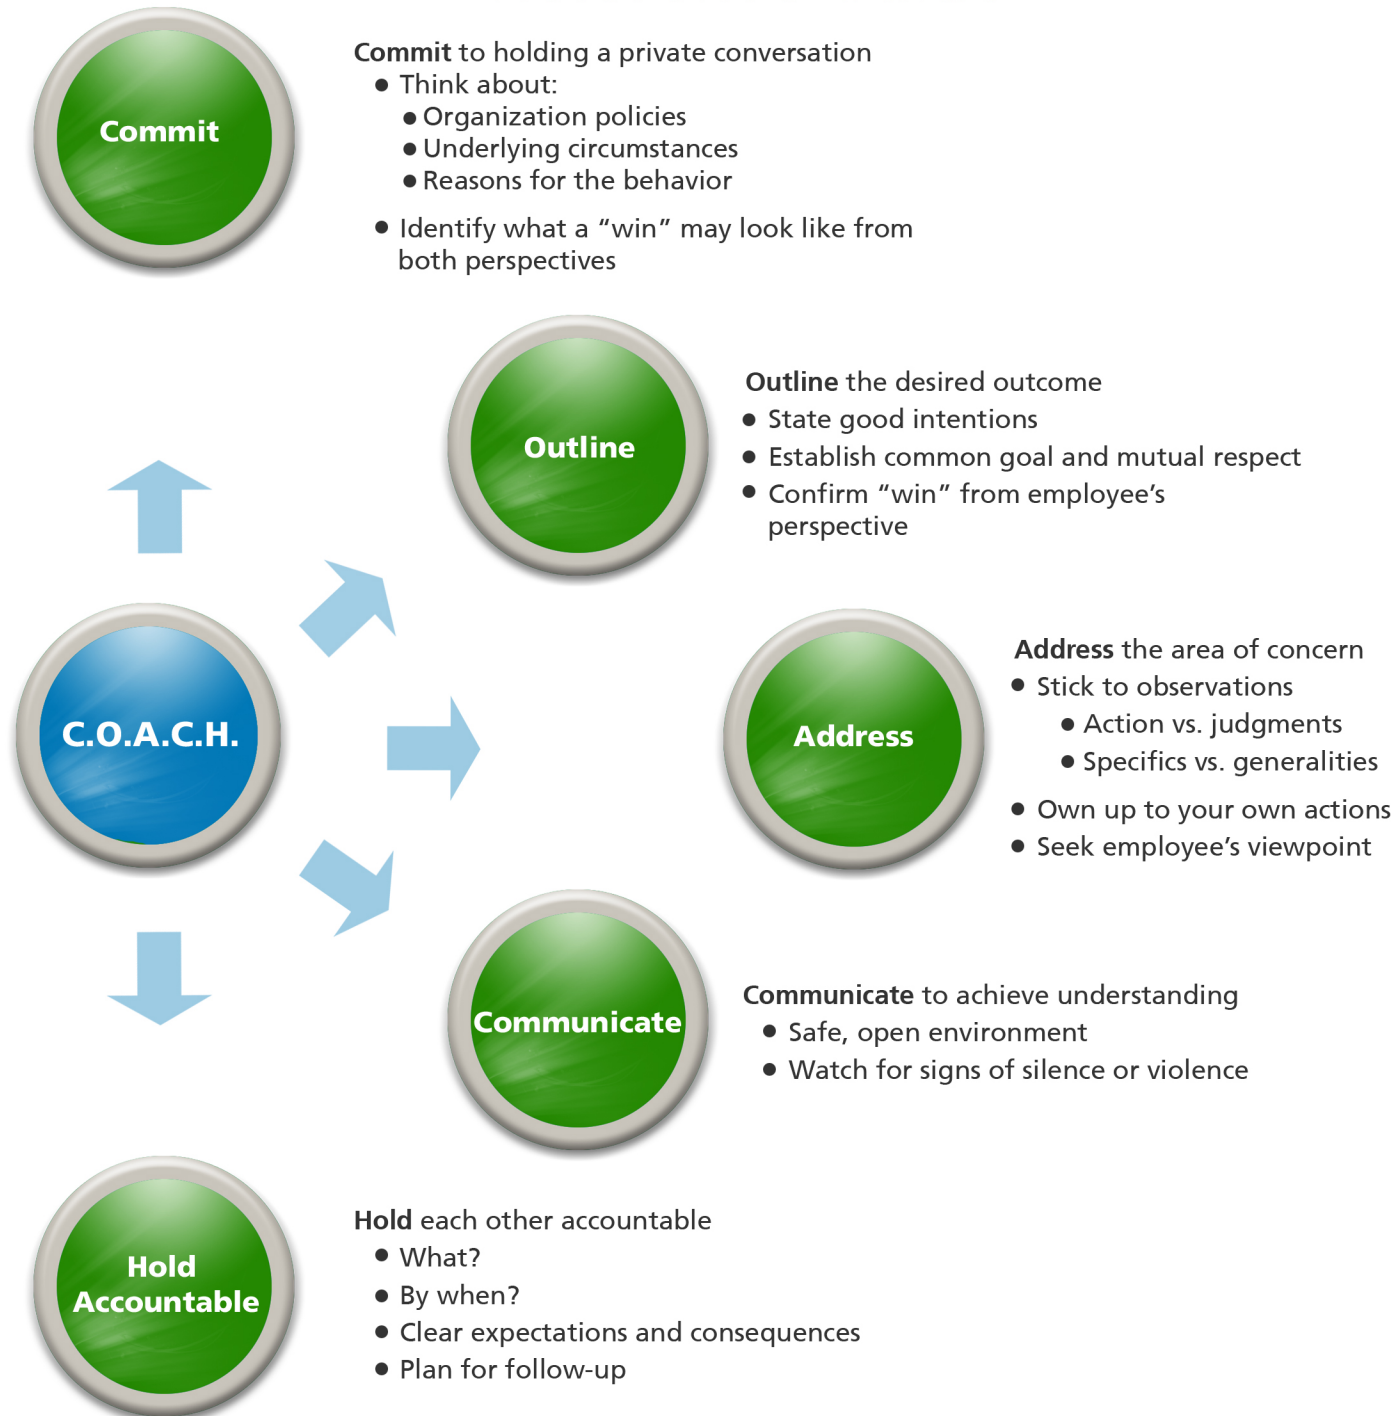 Commit
Commit to holding a private conversation
• Think about:
• Organization policies
• Underlying circumstances
• Reasons for the behavior
• Identify what a “win” may look like from
both perspectives
Outline
Outline the desired outcome
• State good intentions
• Establish common goal and mutual respect
• Confirm “win” from employee’s
perspective
C.O.A.C.H.
Address
Address the area of concern
• Stick to observations
• Action vs. judgments
• Specifics vs. generalities
• Own up to your own actions
• Seek employee’s viewpoint
Communicate
Communicate to achieve understanding
• Safe, open environment
• Watch for signs of silence or violence
Hold
Accountable
Hold each other accountable
• What?
• By when?
• Clear expectations and consequences
• Plan for follow-up